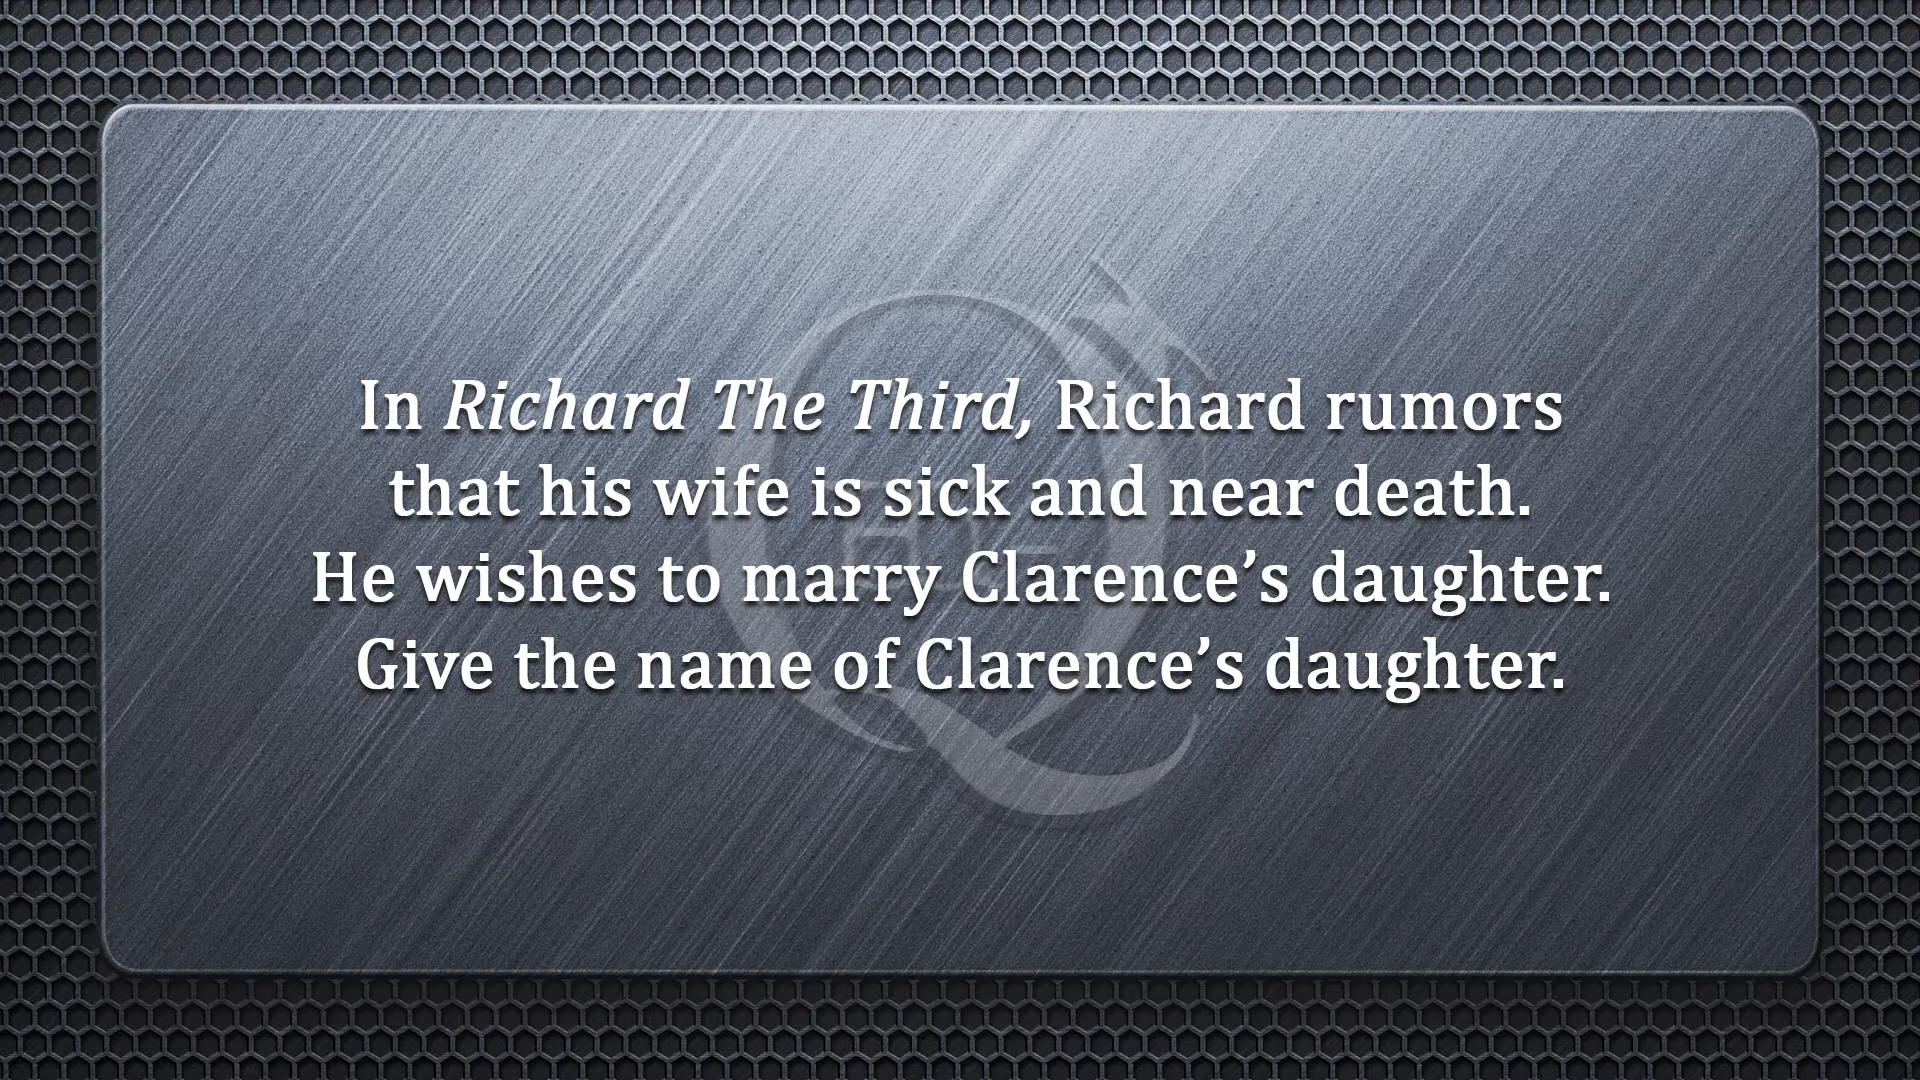 In Richard The Third, Richard rumors
that his wife is sick and near death.
He wishes to marry Clarence’s daughter.
Give the name of Clarence’s daughter.